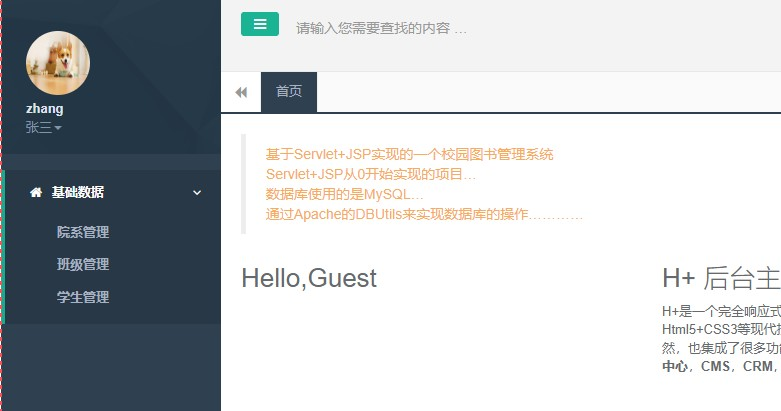 zhang
张三
基础数据
院系管理
班级管理
学生管理
请输入您需要查找的内容 …
首页
基于Servlet+JSP实现的一个校园图书管理系统
Servlet+JSP从0开始实现的项目…
数据库使用的是MySQL…
通过Apache的DBUtils来实现数据库的操作…………
Hello,Guest
H+ 后台主
H+是一个完全响应式
Html5+CSS3等现代技
然，也集成了很多功能
中心，CMS，CRM，